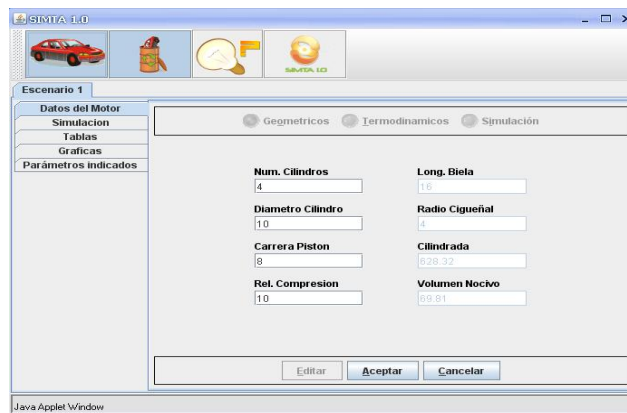 SIMTA 1.0
SIMTA 1.0
Escenario 1
Datos del Motor
Simulacion
Tablas
Graficas
Parámetros indicados
Geometricos Termodinamicos Simulación
Num. Cilindros Long. Biela
4 16
Diametro Cilindro Radio Cigueñal
10 4
Carrera Piston Cilindrada
8 628.32
Rel. Compresion Volumen Nocivo
10 69.81
Editar Aceptar Cancelar
Java Applet Window